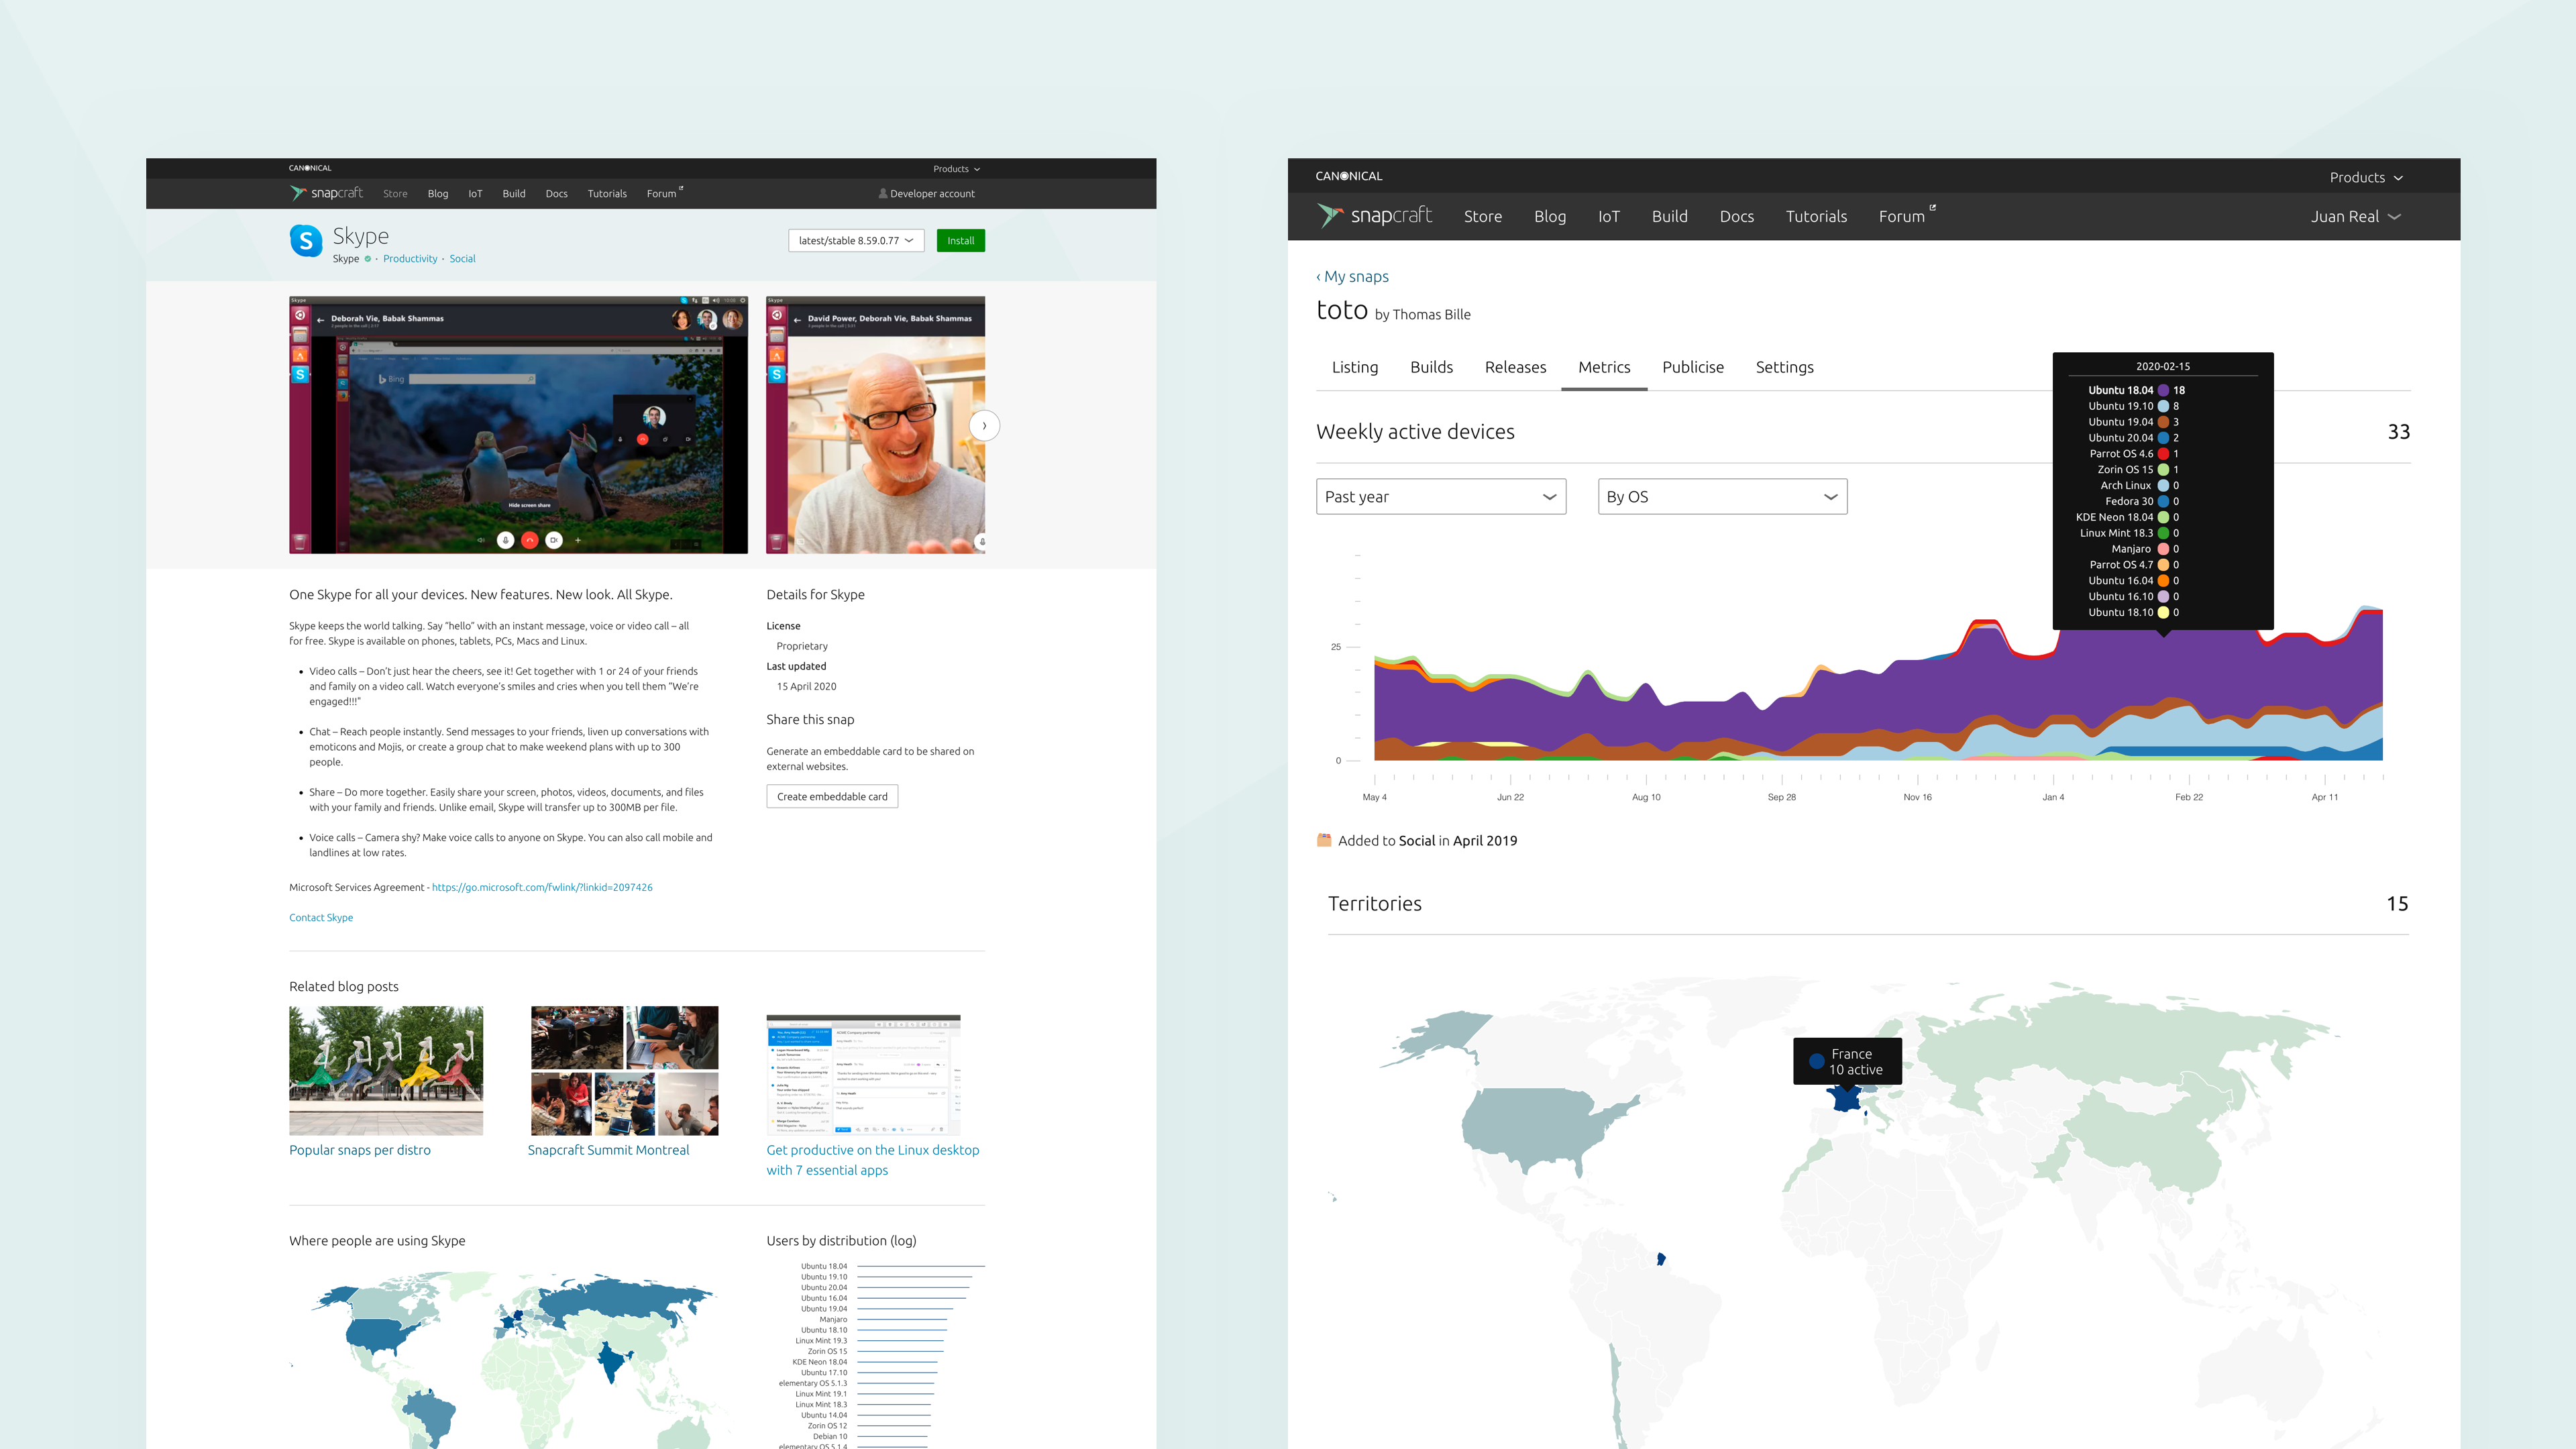 CANONICAL
Products
snapcraft
Store
Blog
IoT
Build
Docs
Tutorials
Forum
Developer account
Skype
Skype · Productivity · Social
latest/stable 8.59.0.77
Install
Skype
Deborah Vie, Babak Shammas
Bing
Hide screen share
Skype
David Power, Deborah Vie, Babak Shammas
One Skype for all your devices. New features. New look. All Skype.
Skype keeps the world talking. Say “hello” with an instant message, voice or video call – all
for free. Skype is available on phones, tablets, PCs, Macs and Linux.
• Video calls – Don’t just hear the cheers, see it! Get together with 1 or 24 of your friends
and family on a video call. Watch everyone’s smiles and cries when you tell them “We’re
engaged!!!”
• Chat – Reach people instantly. Send messages to your friends, liven up conversations with
emoticons and Mojis, or create a group chat to make weekend plans with up to 300
people.
• Share – Do more together. Easily share your screen, photos, videos, documents, and files
with your family and friends. Unlike email, Skype will transfer up to 300MB per file.
• Voice calls – Camera shy? Make voice calls to anyone on Skype. You can also call mobile and
landlines at low rates.
Microsoft Services Agreement - https://go.microsoft.com/fwlink/?linkid=2097426
Contact Skype
Details for Skype
License
Proprietary
Last updated
15 April 2020
Share this snap
Generate an embeddable card to be shared on
external websites.
Create embeddable card
Related blog posts
Popular snaps per distro
Snapcraft Summit Montreal
Get productive on the Linux desktop
with 7 essential apps
Where people are using Skype
Users by distribution (log)
Ubuntu 18.04
Ubuntu 19.10
Ubuntu 20.04
Ubuntu 16.04
Ubuntu 19.04
Manjaro
Ubuntu 18.10
Linux Mint 19.3
Zorin OS 15
KDE Neon 18.04
Ubuntu 17.10
elementary OS 5.1.3
Linux Mint 19.1
Linux Mint 18.3
Ubuntu 14.04
Zorin OS 12
Debian 10
elementary OS 5.1.4
CANONICAL
Products
snapcraft
Store
Blog
IoT
Build
Docs
Tutorials
Forum
Juan Real
‹ My snaps
toto by Thomas Bille
Listing
Builds
Releases
Metrics
Publicise
Settings
Weekly active devices
33
Past year
By OS
2020-02-15
Ubuntu 18.04 18
Ubuntu 19.10 8
Ubuntu 19.04 3
Ubuntu 20.04 2
Parrot OS 4.6 1
Zorin OS 15 1
Arch Linux 0
Fedora 30 0
KDE Neon 18.04 0
Linux Mint 18.3 0
Manjaro 0
Parrot OS 4.7 0
Ubuntu 16.04 0
Ubuntu 16.10 0
Ubuntu 18.10 0
25
0
May 4
Jun 22
Aug 10
Sep 28
Nov 16
Jan 4
Feb 22
Apr 11
Added to Social in April 2019
Territories
15
France
10 active